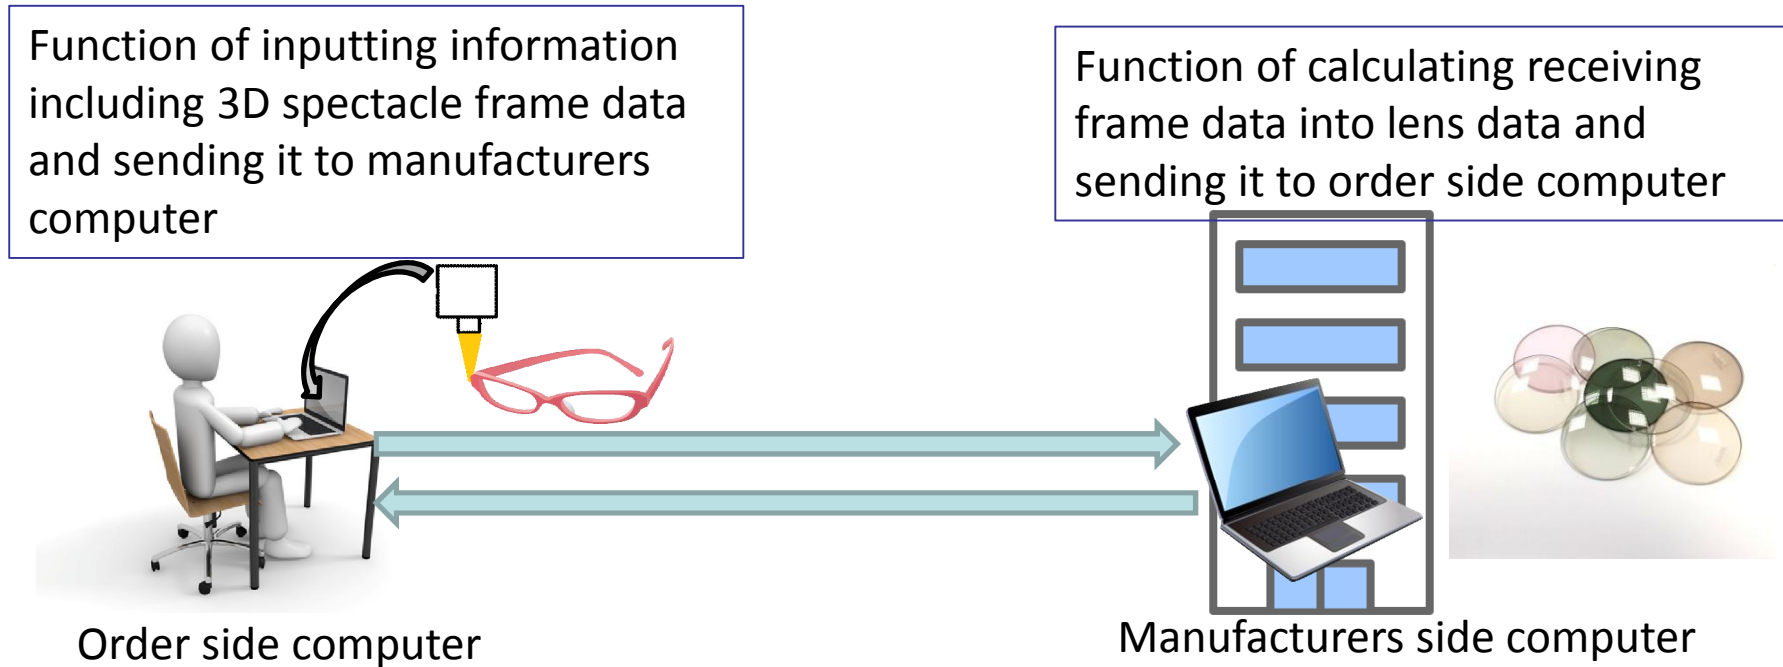 Function of inputting information
including 3D spectacle frame data
and sending it to manufacturers
computer
Function of calculating receiving
frame data into lens data and
sending it to order side computer
Order side computer
Manufacturers side computer